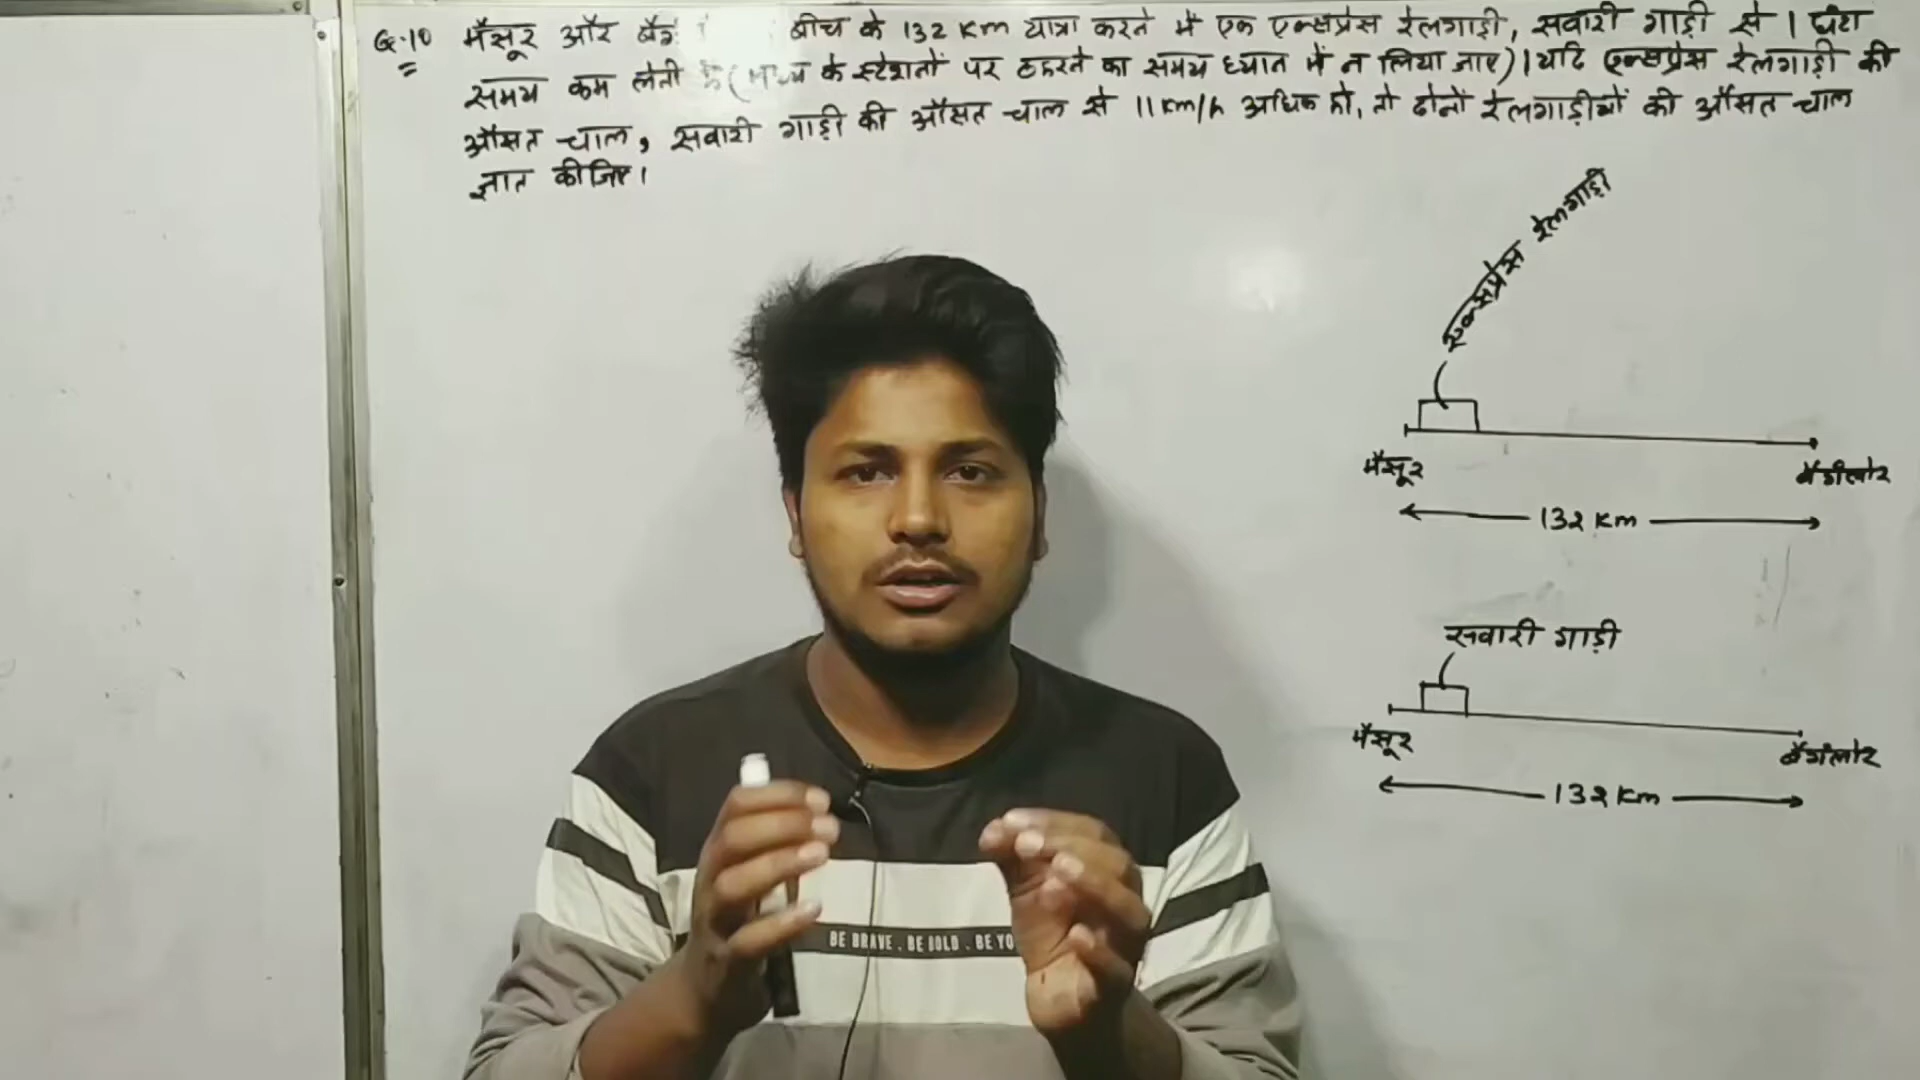 Q.10 मैसूर और बीच के 132 km यात्रा करने में एक एक्सप्रेस रेलगाड़ी, सवारी गाड़ी से 1 घंटा
समय कम लेती है (मध्य के स्टेशनों पर ठहरने का समय ध्यान में न लिया जाए)। यदि एक्सप्रेस रेलगाड़ी की
औसत चाल, सवारी गाड़ी की औसत चाल से 11 km/h अधिक हो, तो दोनों रेलगाड़ीयों की औसत चाल
ज्ञात कीजिए।
एक्सप्रेस रेलगाड़ी
मैसूर बैंगलोर
132 km
सवारी गाड़ी
मैसूर बैंगलोर
132 km
BE BRAVE . BE BOLD . BE YO